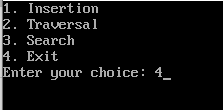 1. Insertion
2. Traversal
3. Search
4. Exit
Enter your choice: 4_